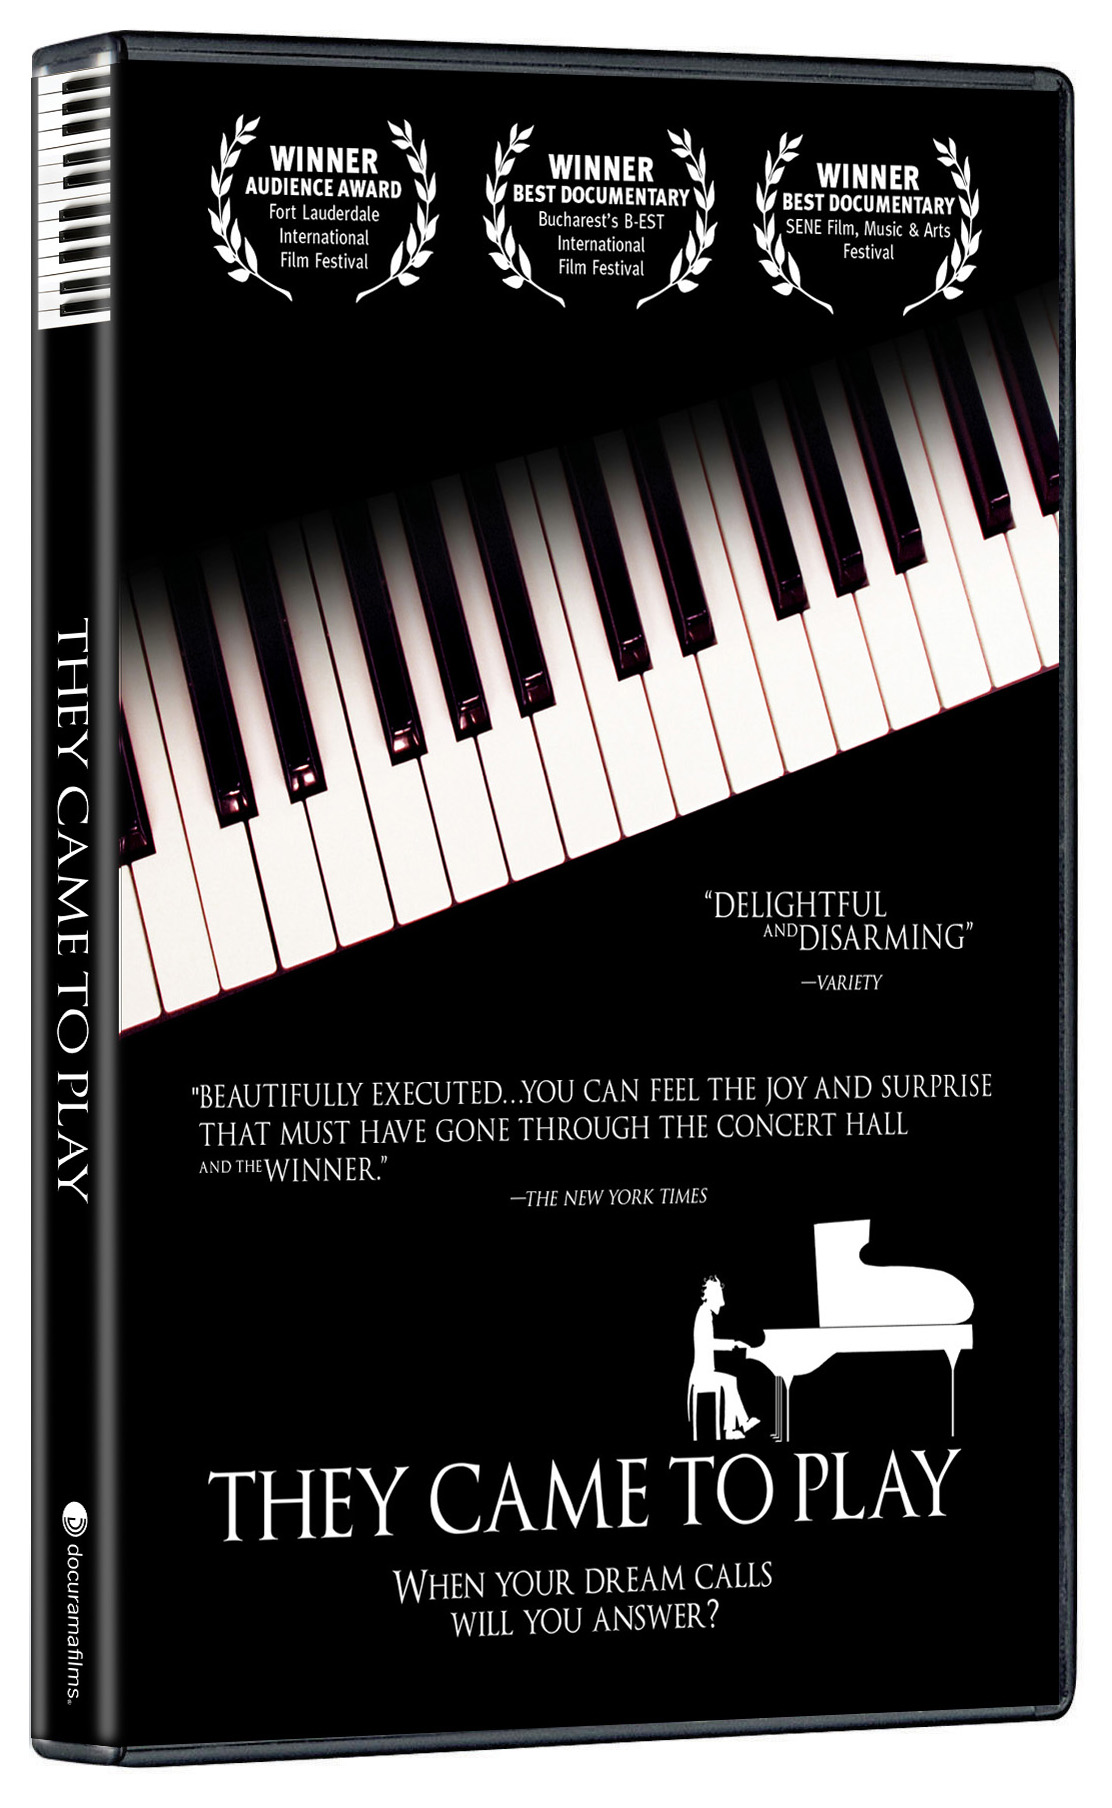 WINNER
AUDIENCE AWARD
Fort Lauderdale
International
Film Festival
WINNER
BEST DOCUMENTARY
Bucharest's B-EST
International
Film Festival
WINNER
BEST DOCUMENTARY
SENE Film, Music & Arts
Festival
“DELIGHTFUL
AND DISARMING”
—VARIETY
"BEAUTIFULLY EXECUTED...YOU CAN FEEL THE JOY AND SURPRISE
THAT MUST HAVE GONE THROUGH THE CONCERT HALL
AND THE WINNER.”
—THE NEW YORK TIMES
THEY CAME TO PLAY
WHEN YOUR DREAM CALLS
WILL YOU ANSWER?
THEY CAME TO PLAY
docuramafilms